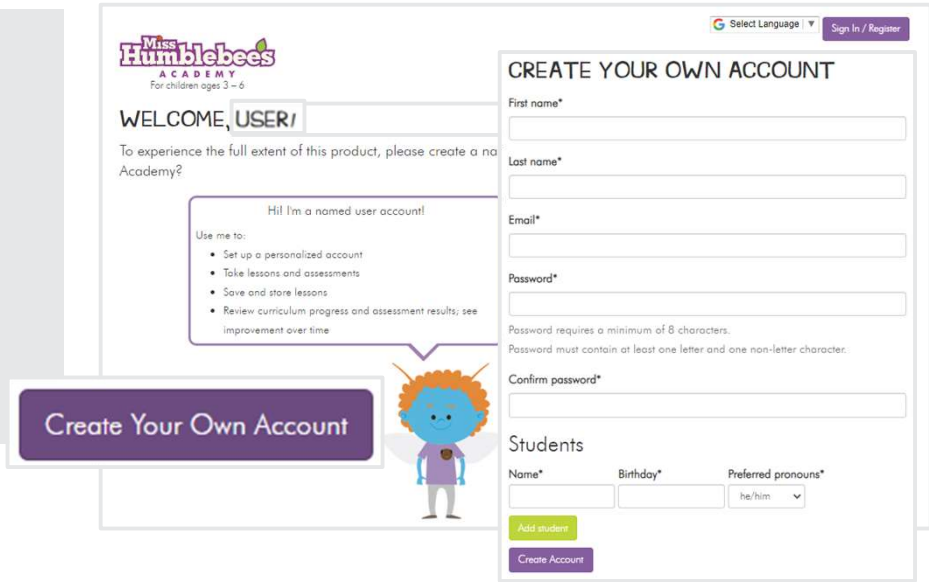 Miss
Humblebee's
ACADEMY
For children ages 3 – 6
Select Language
Sign In / Register
WELCOME, USER!
To experience the full extent of this product, please create a na
Academy?
Hi! I'm a named user account!
Use me to:
• Set up a personalized account
• Take lessons and assessments
• Save and store lessons
• Review curriculum progress and assessment results; see
improvement over time
Create Your Own Account
CREATE YOUR OWN ACCOUNT
First name*
Last name*
Email*
Password*
Password requires a minimum of 8 characters.
Password must contain at least one letter and one non-letter character.
Confirm password*
Students
Name* Birthday* Preferred pronouns*
he/him
Add student
Create Account